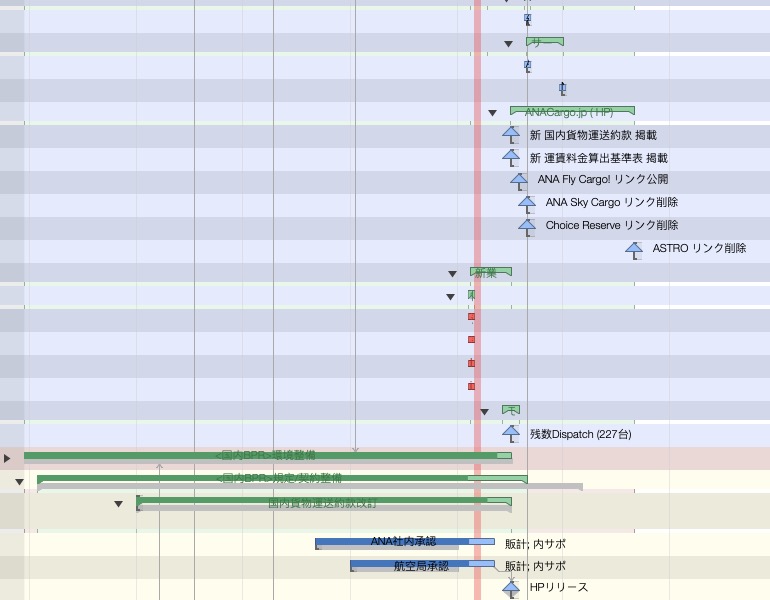 サー
ANACargo.jp ( HP)
新 国内貨物運送約款 掲載
新 運賃料金算出基準表 掲載
ANA Fly Cargo! リンク公開
ANA Sky Cargo リンク削除
Choice Reserve リンク削除
ASTRO リンク削除
新業
モ
残数Dispatch (227台)
<国内BPR>環境整備
<国内BPR>規定/契約整備
国内貨物運送約款改訂
ANA社内承認 販計; 内サポ
航空局承認 販計; 内サポ
HPリリース